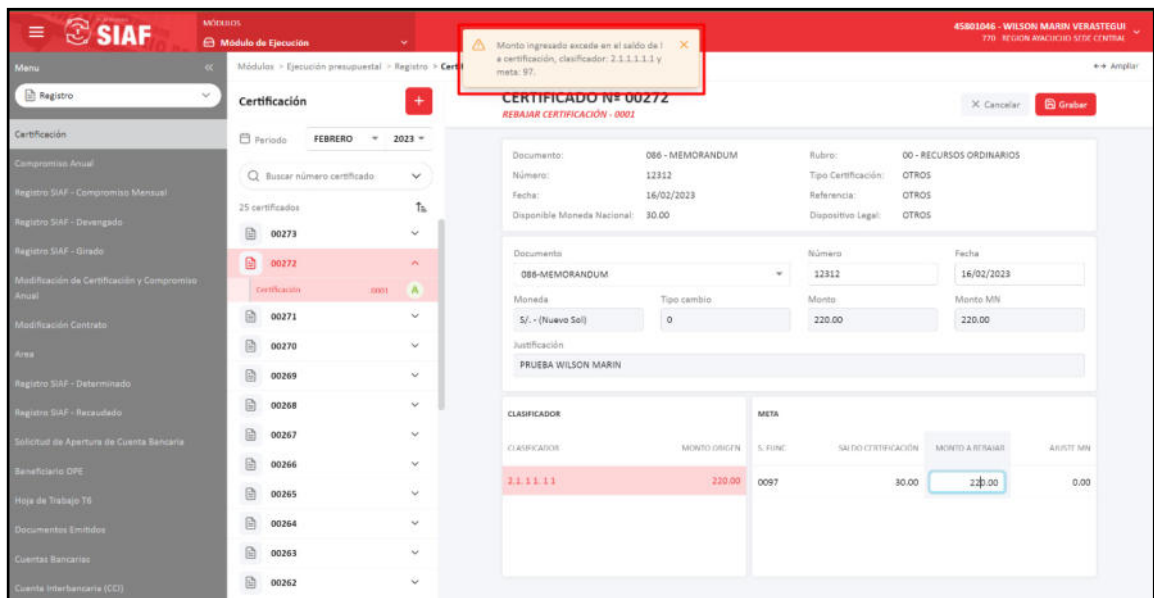 SIAF
MÓDULOS
Módulo de Ejecución
45801046 - WILSON MARIN VERASTEGUI
770 REGION AYACUCHO SEDE CENTRAL
Monto ingresado excede en el saldo de l
a certificación, clasificador: 2.1.1.1.1.1 y
meta: 97.
Menu
Registro
Certificación
Compromiso Anual
Registro SIAF - Compromiso Mensual
Registro SIAF - Devengado
Registro SIAF - Girado
Modificación de Certificación y Compromiso
Anual
Modificación Contrato
Area
Registro SIAF - Determinado
Registro SIAF - Recaudado
Solicitud de Apertura de Cuenta Bancaria
Beneficiario OPE
Hoja de Trabajo T6
Documentos Emitidos
Cuentas Bancarias
Cuenta Interbancaria (CCI)
Módulos > Ejecución presupuestal > Registro > Certi
Ampliar
Certificación
Periodo FEBRERO 2023
Buscar número certificado
25 certificados
00273
00272
Certificación 0001 A
00271
00270
00269
00268
00267
00266
00265
00264
00263
00262
CERTIFICADO Nº 00272
REBAJAR CERTIFICACIÓN - 0001
Cancelar
Grabar
Documento: 086 - MEMORANDUM Rubro: 00 - RECURSOS ORDINARIOS
Número: 12312 Tipo Certificación: OTROS
Fecha: 16/02/2023 Referencia: OTROS
Disponible Moneda Nacional: 30.00 Dispositivo Legal: OTROS
Documento Número Fecha
086-MEMORANDUM 12312 16/02/2023
Moneda Tipo cambio Monto Monto MN
S/. - (Nuevo Sol) 0 220.00 220.00
Justificación
PRUEBA WILSON MARIN
CLASIFICADOR META
CLASIFICADOR MONTO ORIGEN S. FUNC SALDO CERTIFICACIÓN MONTO A REBAJAR AJUSTE MN
2.1. 1 1. 1 1 220.00 0097 30.00 220.00 0.00